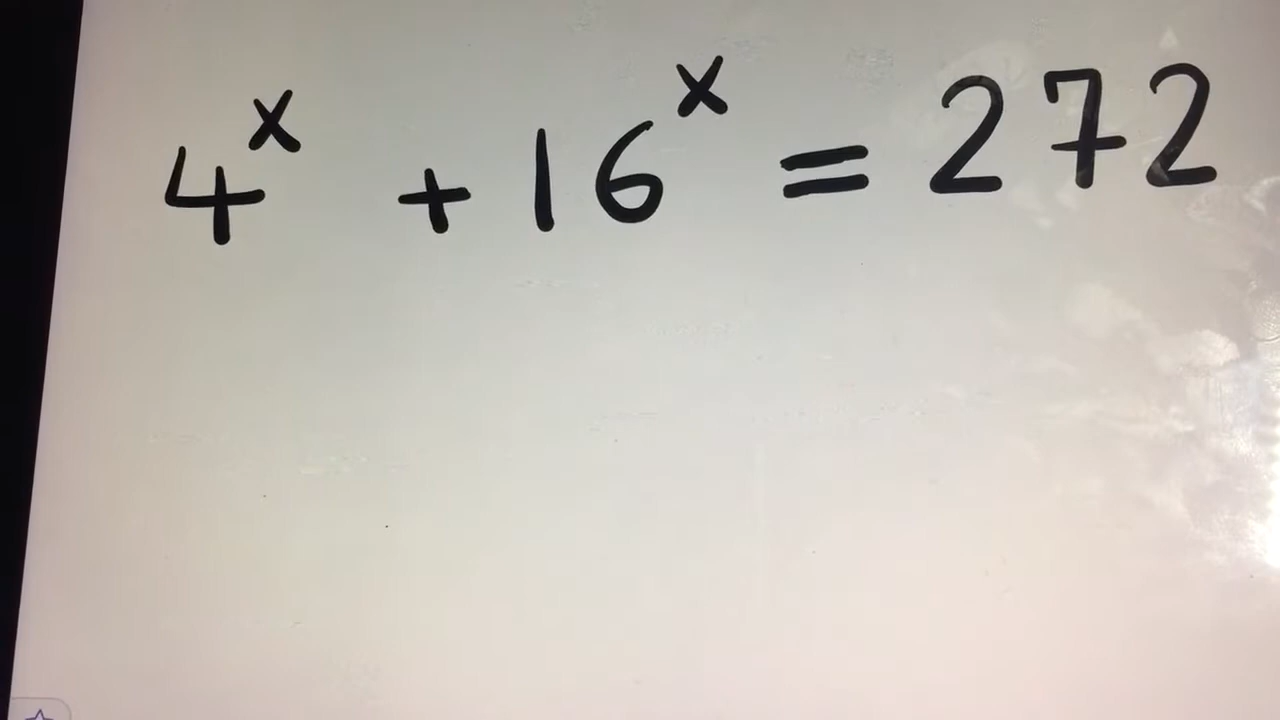 4^x + 16^x = 272